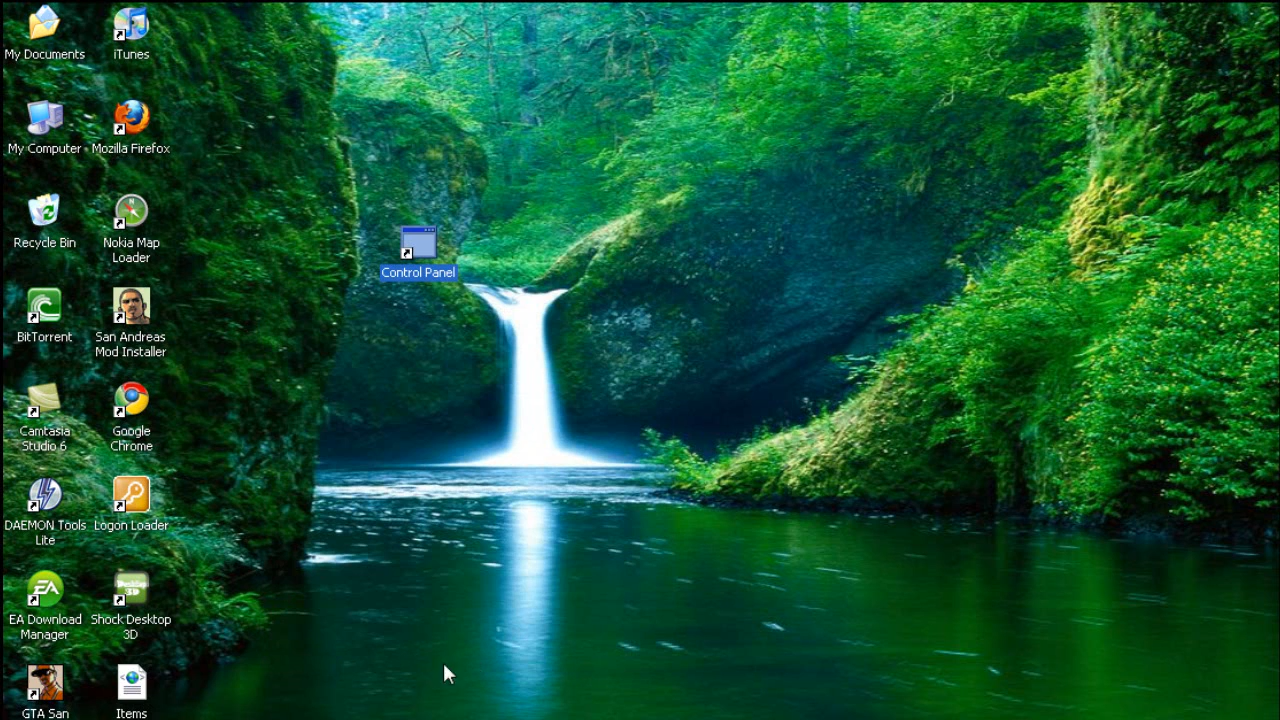 My Documents
iTunes
My Computer
Mozilla Firefox
Recycle Bin
Nokia Map
Loader
Control Panel
BitTorrent
San Andreas
Mod Installer
Camtasia
Studio 6
Google
Chrome
DAEMON Tools
Lite
Logon Loader
EA Download
Manager
Shock Desktop
3D
GTA San
Items